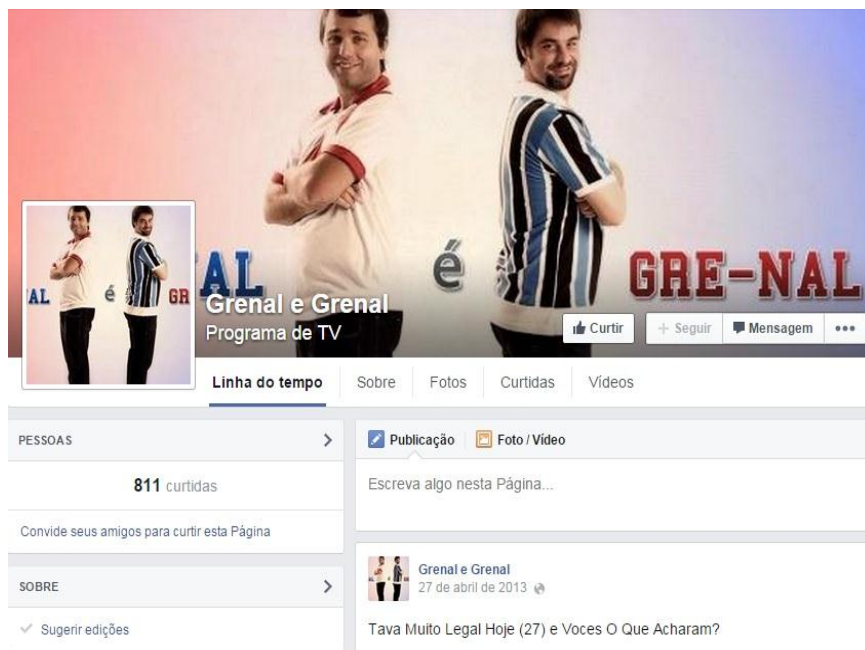 AL é GRE-NAL
AL é GR
Grenal e Grenal
Programa de TV
Curtir
Seguir
Mensagem
Linha do tempo
Sobre
Fotos
Curtidas
Vídeos
PESSOAS
811 curtidas
Convide seus amigos para curtir esta Página
SOBRE
Sugerir edições
Publicação
Foto / Vídeo
Escreva algo nesta Página...
Grenal e Grenal
27 de abril de 2013
Tava Muito Legal Hoje (27) e Voces O Que Acharam?